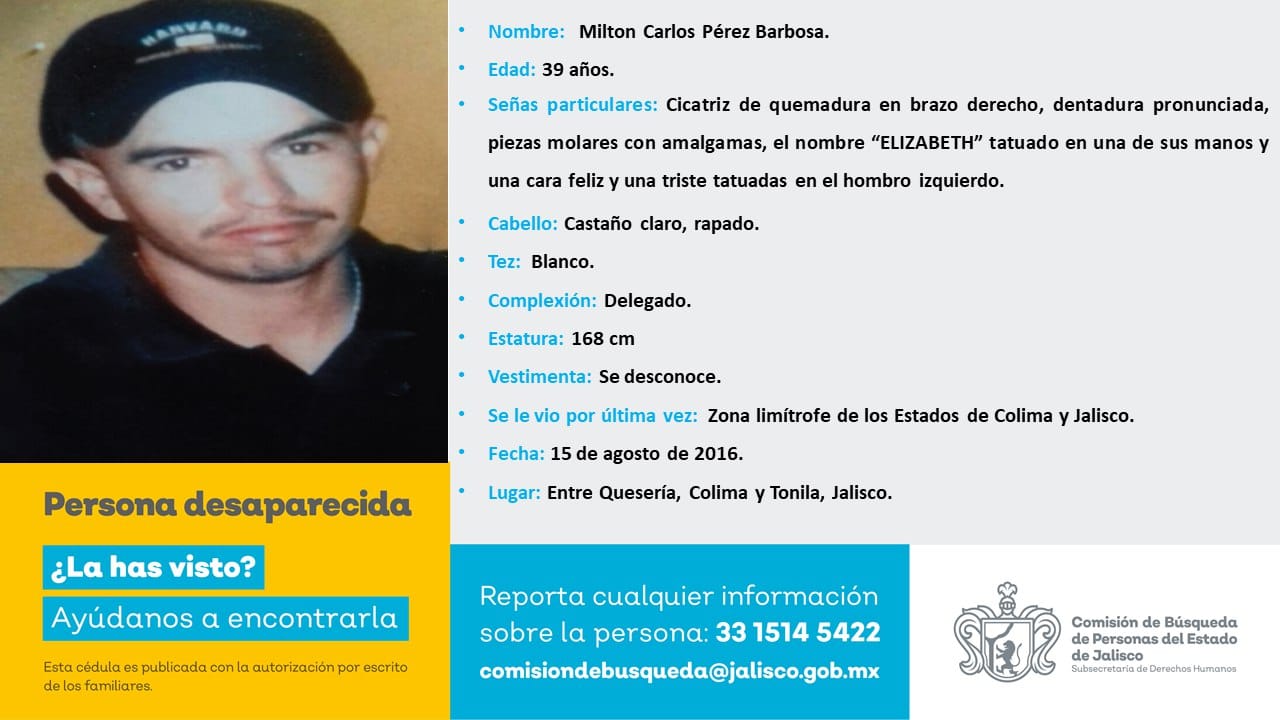 HARVARD
• Nombre: Milton Carlos Pérez Barbosa.
• Edad: 39 años.
• Señas particulares: Cicatriz de quemadura en brazo derecho, dentadura pronunciada,
piezas molares con amalgamas, el nombre “ELIZABETH” tatuado en una de sus manos y
una cara feliz y una triste tatuadas en el hombro izquierdo.
• Cabello: Castaño claro, rapado.
• Tez: Blanco.
• Complexión: Delegado.
• Estatura: 168 cm
• Vestimenta: Se desconoce.
• Se le vio por última vez: Zona limítrofe de los Estados de Colima y Jalisco.
• Fecha: 15 de agosto de 2016.
• Lugar: Entre Quesería, Colima y Tonila, Jalisco.
Persona desaparecida
¿La has visto?
Ayúdanos a encontrarla
Esta cédula es publicada con la autorización por escrito
de los familiares.
Reporta cualquier información
sobre la persona: 33 1514 5422
comisiondebusqueda@jalisco.gob.mx
Comisión de Búsqueda
de Personas del Estado
de Jalisco
Subsecretaría de Derechos Humanos